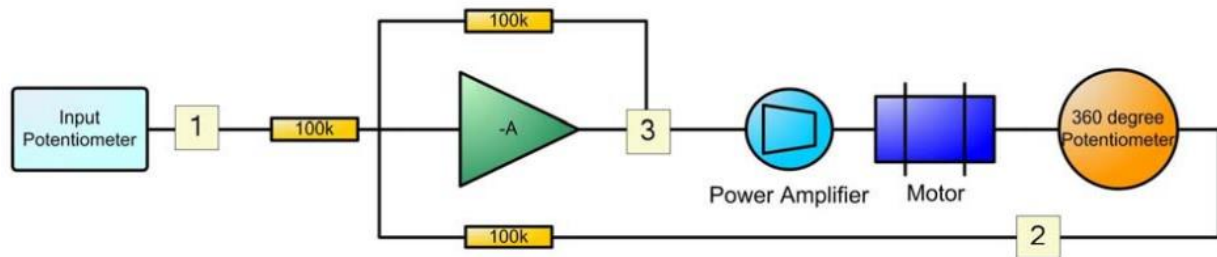 100k
Input
Potentiometer
1
100k
-A
3
360 degree
Potentiometer
Power Amplifier
Motor
100k
2